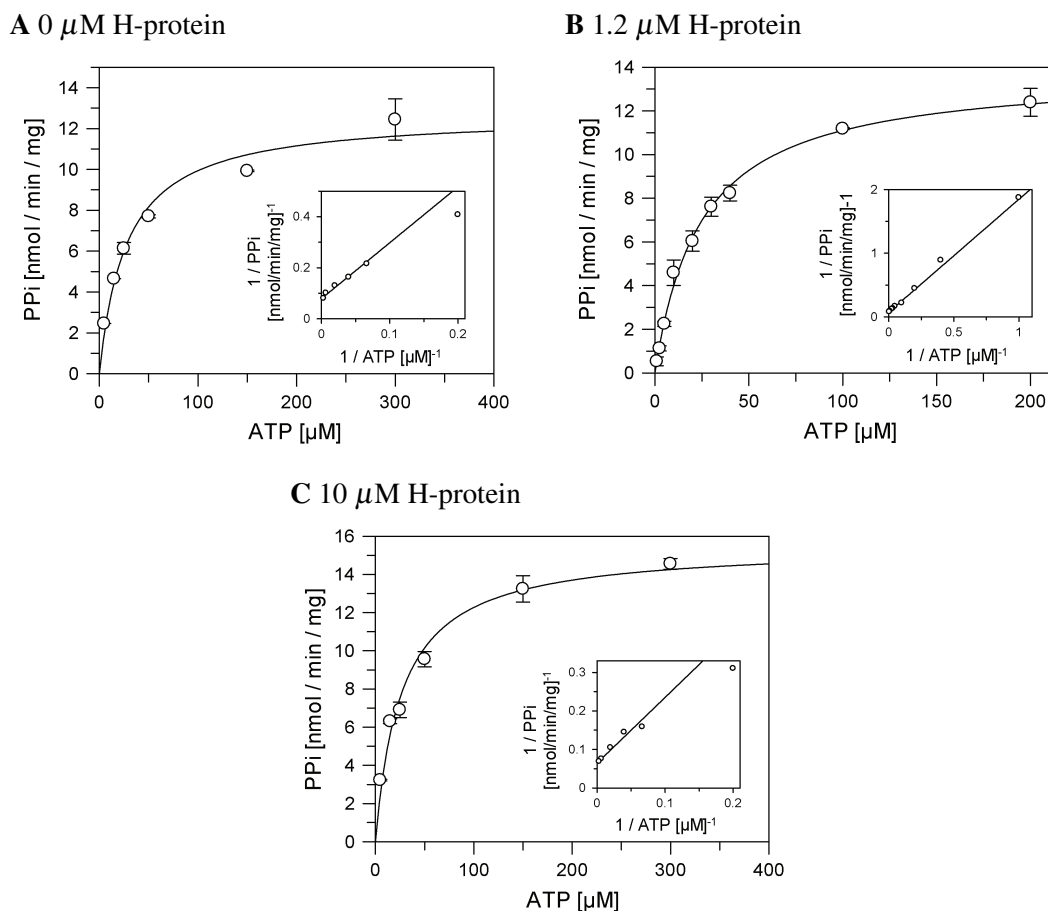 A 0 μM H-protein
14
12
10
8
6
4
2
0
PPi [nmol / min / mg]
0 100 200 300 400
ATP [μM]
0.4
0.2
0
1 / PPi
[nmol/min/mg]-1
0 0.1 0.2
1 / ATP [μM]-1
B 1.2 μM H-protein
14
12
10
8
6
4
2
0
PPi [nmol / min / mg]
0 50 100 150 200
ATP [μM]
2
1
0
1 / PPi
[nmol/min/mg]-1
0 0.5 1
1 / ATP [μM]-1
C 10 μM H-protein
16
14
12
10
8
6
4
2
0
PPi [nmol / min / mg]
0 100 200 300 400
ATP [μM]
0.3
0.2
0.1
0
1 / PPi
[nmol/min/mg]-1
0 0.1 0.2
1 / ATP [μM]-1